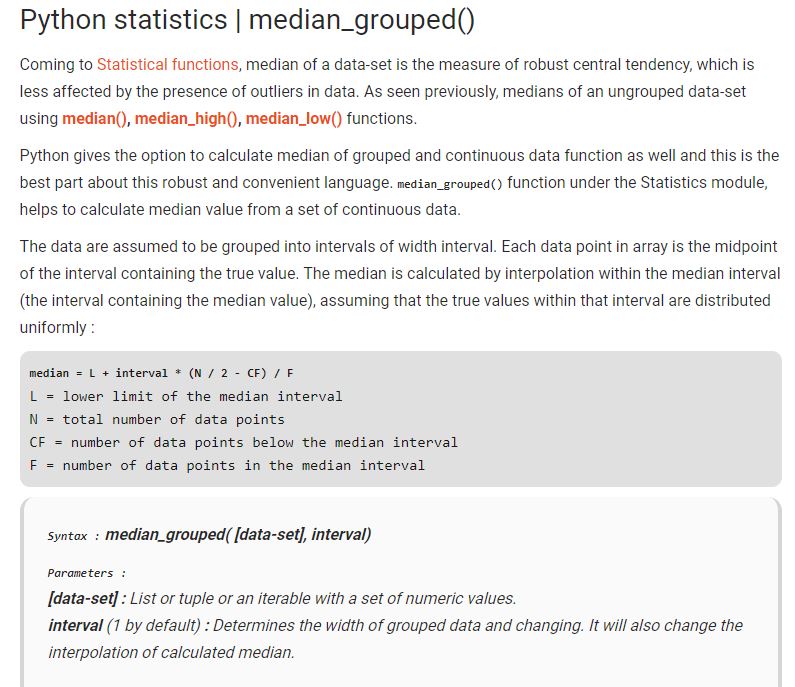 Python statistics | median_grouped()
Coming to Statistical functions, median of a data-set is the measure of robust central tendency, which is
less affected by the presence of outliers in data. As seen previously, medians of an ungrouped data-set
using median(), median_high(), median_low() functions.
Python gives the option to calculate median of grouped and continuous data function as well and this is the
best part about this robust and convenient language. median_grouped() function under the Statistics module,
helps to calculate median value from a set of continuous data.
The data are assumed to be grouped into intervals of width interval. Each data point in array is the midpoint
of the interval containing the true value. The median is calculated by interpolation within the median interval
(the interval containing the median value), assuming that the true values within that interval are distributed
uniformly :
median = L + interval * (N / 2 - CF) / F
L = lower limit of the median interval
N = total number of data points
CF = number of data points below the median interval
F = number of data points in the median interval
Syntax : median_grouped( [data-set], interval)
Parameters :
[data-set] : List or tuple or an iterable with a set of numeric values.
interval (1 by default) : Determines the width of grouped data and changing. It will also change the
interpolation of calculated median.